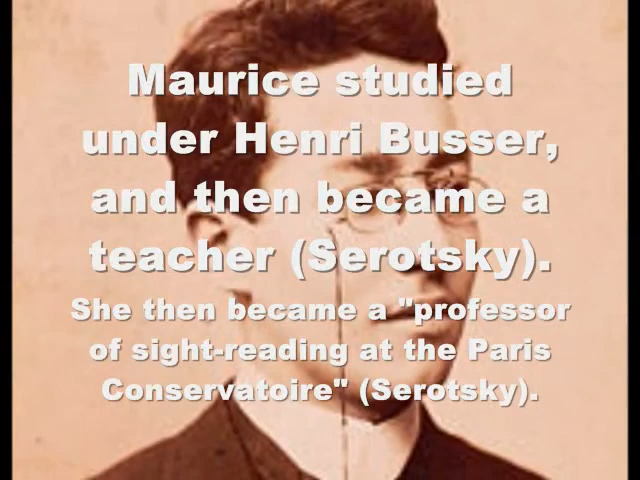 Maurice studied
under Henri Busser,
and then became a
teacher (Serotsky).
She then became a "professor
of sight-reading at the Paris
Conservatoire" (Serotsky).